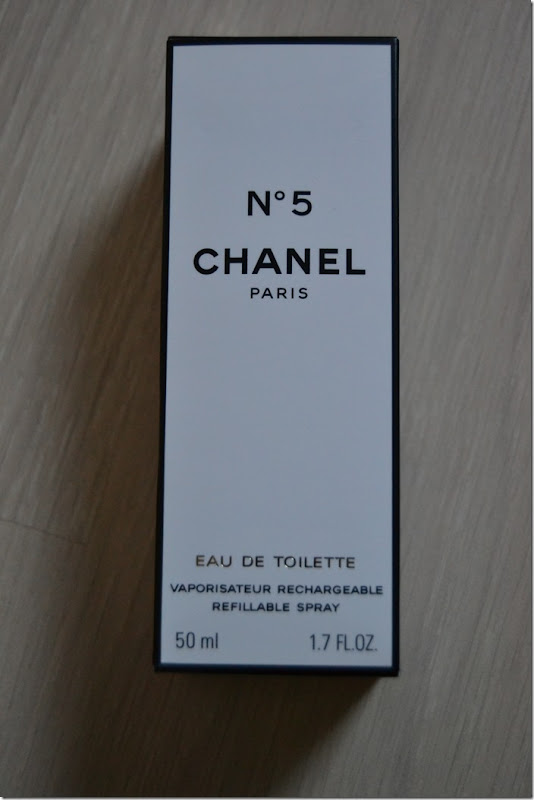 N°5
CHANEL
PARIS
EAU DE TOILETTE
VAPORISATEUR RECHARGEABLE
REFILLABLE SPRAY
50 ml 1.7 FL.OZ.